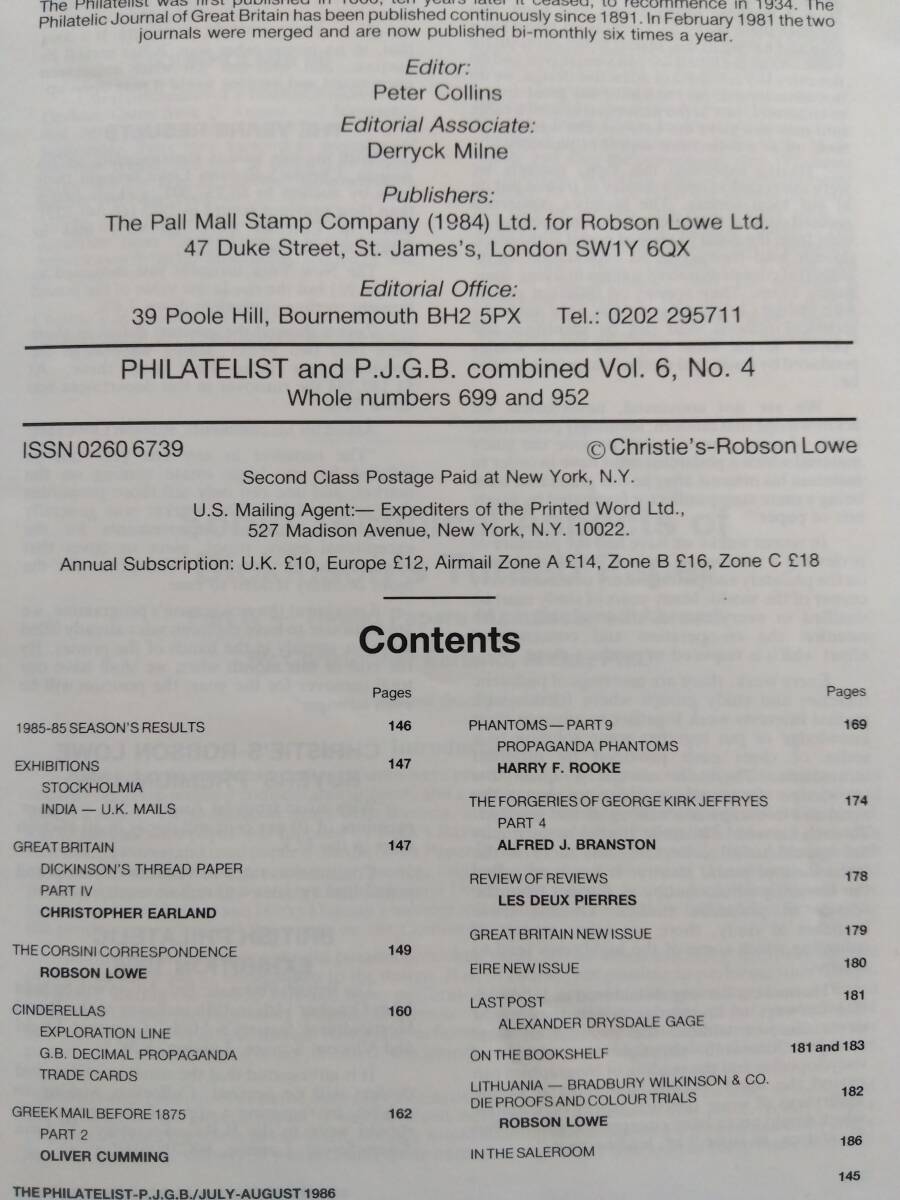 The Philatelist was first published in 1866, ten years later it ceased, to recommence in 1934. The
Philatelic Journal of Great Britain has been published continuously since 1891. In February 1981 the two
journals were merged and are now published bi-monthly six times a year.
Editor:
Peter Collins
Editorial Associate:
Derryck Milne
Publishers:
The Pall Mall Stamp Company (1984) Ltd. for Robson Lowe Ltd.
47 Duke Street, St. James's, London SW1Y 6QX
Editorial Office:
39 Poole Hill, Bournemouth BH2 5PX Tel.: 0202 295711
PHILATELIST and P.J.G.B. combined Vol. 6, No. 4
Whole numbers 699 and 952
ISSN 0260 6739 © Christie's-Robson Lowe
Second Class Postage Paid at New York, N.Y.
U.S. Mailing Agent:— Expediters of the Printed Word Ltd.,
527 Madison Avenue, New York, N.Y. 10022.
Annual Subscription: U.K. £10, Europe £12, Airmail Zone A £14, Zone B £16, Zone C £18
Contents
Pages
1985-85 SEASON'S RESULTS 146
EXHIBITIONS 147
STOCKHOLMIA
INDIA — U.K. MAILS
GREAT BRITAIN 147
DICKINSON'S THREAD PAPER
PART IV
CHRISTOPHER EARLAND
THE CORSINI CORRESPONDENCE 149
ROBSON LOWE
CINDERELLAS 160
EXPLORATION LINE
G.B. DECIMAL PROPAGANDA
TRADE CARDS
GREEK MAIL BEFORE 1875 162
PART 2
OLIVER CUMMING
Pages
PHANTOMS — PART 9 169
PROPAGANDA PHANTOMS
HARRY F. ROOKE
THE FORGERIES OF GEORGE KIRK JEFFRYES 174
PART 4
ALFRED J. BRANSTON
REVIEW OF REVIEWS 178
LES DEUX PIERRES
GREAT BRITAIN NEW ISSUE 179
EIRE NEW ISSUE 180
LAST POST 181
ALEXANDER DRYSDALE GAGE
ON THE BOOKSHELF 181 and 183
LITHUANIA — BRADBURY WILKINSON & CO.
DIE PROOFS AND COLOUR TRIALS 182
ROBSON LOWE
IN THE SALEROOM 186
THE PHILATELIST-P.J.G.B./JULY-AUGUST 1986 145